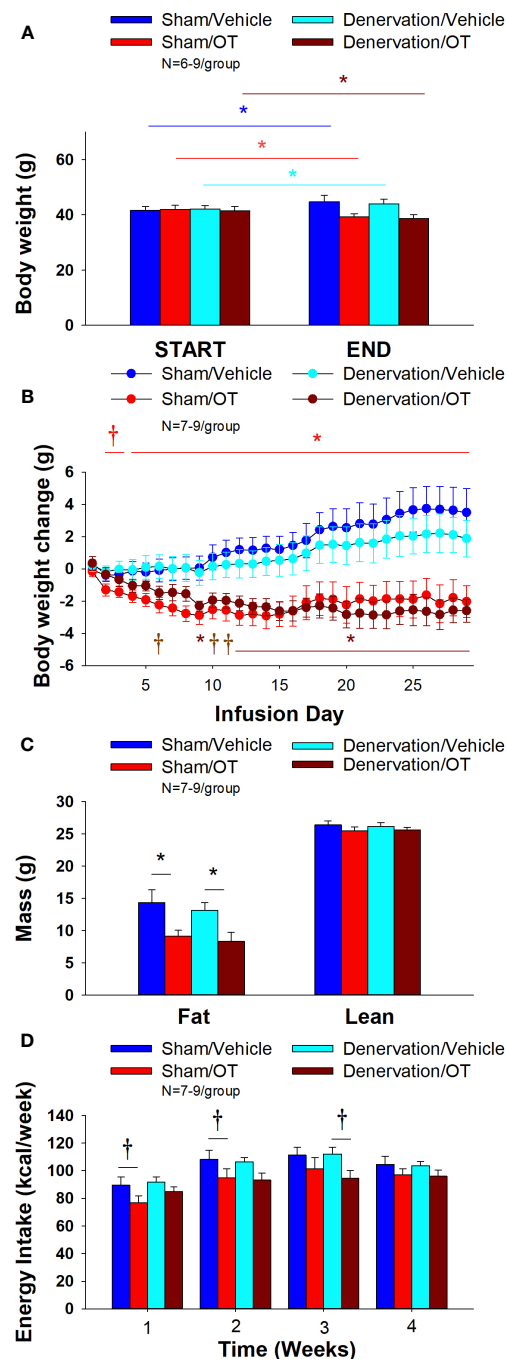 A
Sham/Vehicle Denervation/Vehicle
Sham/OT Denervation/OT
N=6-9/group
*
*
*
*
Body weight (g)
60
40
20
0
START END
B
Sham/Vehicle Denervation/Vehicle
Sham/OT Denervation/OT
N=7-9/group
† *
Body weight change (g)
6
4
2
0
-2
-4
-6
† * † † *
5 10 15 20 25
Infusion Day
C
Sham/Vehicle Denervation/Vehicle
Sham/OT Denervation/OT
N=7-9/group
Mass (g)
30
25
20
15
10
5
0
* *
Fat Lean
D
Sham/Vehicle Denervation/Vehicle
Sham/OT Denervation/OT
N=7-9/group
Energy Intake (kcal/week)
140
120
100
80
60
40
20
0
† † †
1 2 3 4
Time (Weeks)